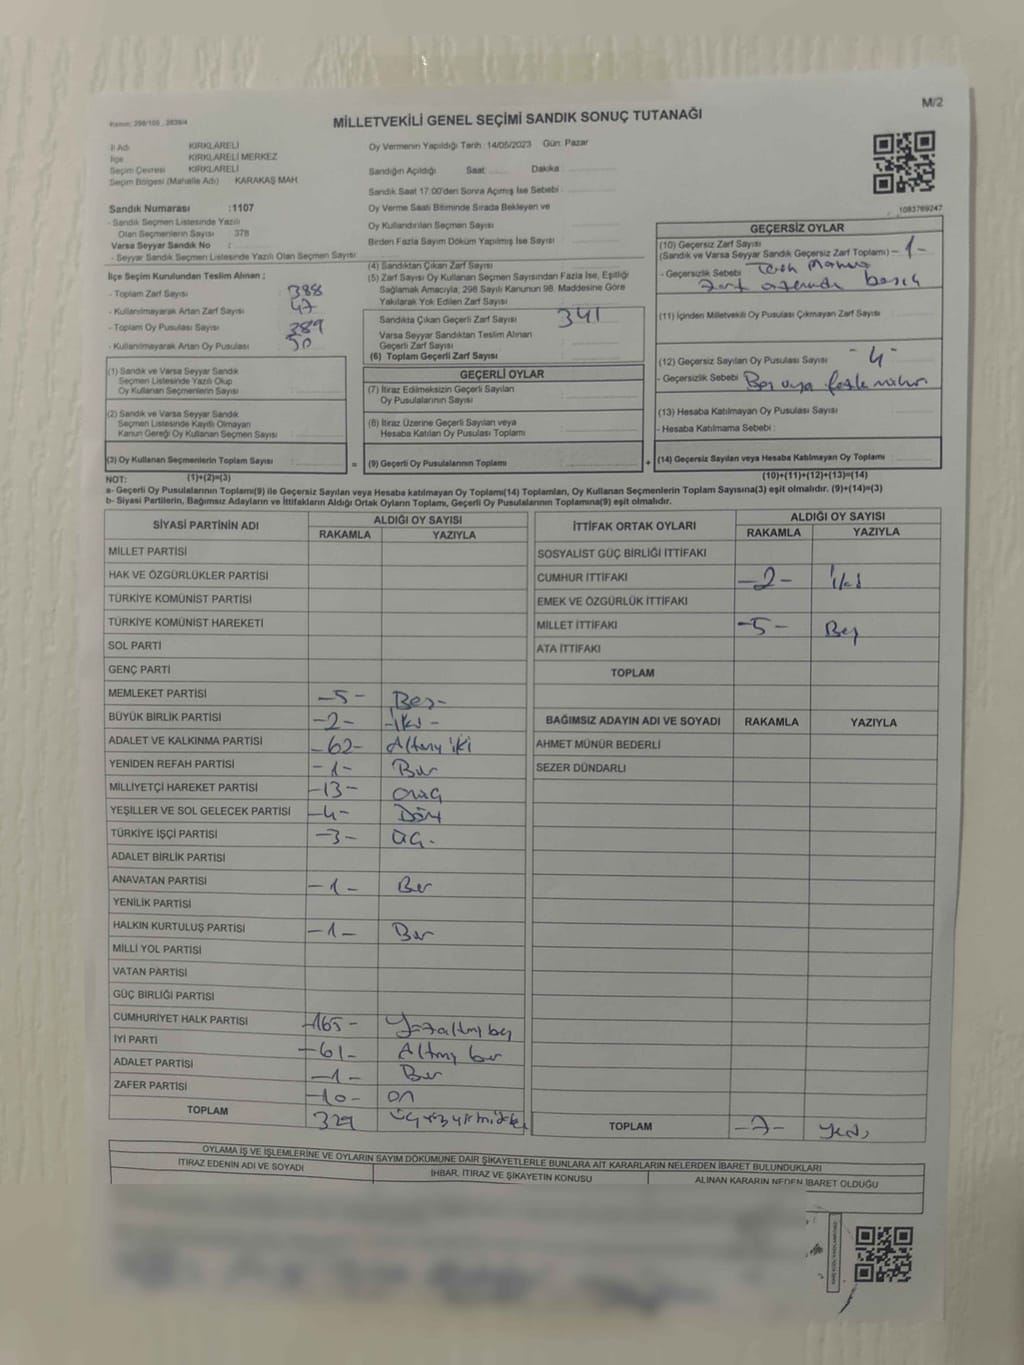 M/2
Kanun: 298/105 , 2839/4
MİLLETVEKİLİ GENEL SEÇİMİ SANDIK SONUÇ TUTANAĞI
İl Adı KIRKLARELİ
İlçe KIRKLARELİ MERKEZ
Seçim Çevresi KIRKLARELİ
Seçim Bölgesi (Mahalle Adı) KARAKAŞ MAH.
Sandık Numarası :1107
- Sandık Seçmen Listesinde Yazılı
Olan Seçmenlerin Sayısı : 378
Varsa Seyyar Sandık No :
- Seyyar Sandık Seçmen Listesinde Yazılı Olan Seçmen Sayısı:
Oy Vermenin Yapıldığı Tarih :14/05/2023 Gün: Pazar
Sandığın Açıldığı Saat ....... Dakika ..............
Sandık Saat 17.00'den Sonra Açımış İse Sebebi :
Oy Verme Saati Bitiminde Sırada Bekleyen ve
Oy Kullandırılan Seçmen Sayısı
Birden Fazla Sayım Döküm Yapılmış İse Sayısı
1083769247
İlçe Seçim Kurulundan Teslim Alınan ;
- Toplam Zarf Sayısı : 388
- Kullanılmayarak Artan Zarf Sayısı : 47
- Toplam Oy Pusulası Sayısı : 389
- Kullanılmayarak Artan Oy Pusulası : 50
(4) Sandıktan Çıkan Zarf Sayısı
(5) Zarf Sayısı Oy Kullanan Seçmen Sayısından Fazla İse, Eşitliği
Sağlamak Amacıyla, 298 Sayılı Kanunun 98. Maddesine Göre
Yakılarak Yok Edilen Zarf Sayısı
Sandıkta Çıkan Geçerli Zarf Sayısı 341
Varsa Seyyar Sandıktan Teslim Alınan
Geçerli Zarf Sayısı
(6) Toplam Geçerli Zarf Sayısı
GEÇERSİZ OYLAR
(10) Geçersiz Zarf Sayısı
(Sandık ve Varsa Seyyar Sandık Geçersiz Zarf Toplamı) - 1 -
- Geçersizlik Sebebi
Zarf
(11) İçinden Milletvekili Oy Pusulası Çıkmayan Zarf Sayısı
(12) Geçersiz Sayılan Oy Pusulası Sayısı - 4 -
- Geçersizlik Sebebi
(13) Hesaba Katılmayan Oy Pusulası Sayısı
- Hesaba Katılmama Sebebi :
(14) Geçersiz Sayılan veya Hesaba Katılmayan Oy Toplamı
(10)+(11)+(12)+(13)=(14)
(1) Sandık ve Varsa Seyyar Sandık
Seçmen Listesinde Yazılı Olup
Oy Kullanan Seçmenlerin Sayısı
(2) Sandık ve Varsa Seyyar Sandık
Seçmen Listesinde Kayıtlı Olmayan
Kanun Gereği Oy Kullanan Seçmen Sayısı
(3) Oy Kullanan Seçmenlerin Toplam Sayısı
=
GEÇERLİ OYLAR
(7) İtiraz Edilmeksizin Geçerli Sayılan
Oy Pusulalarının Sayısı
(8) İtiraz Üzerine Geçerli Sayılan veya
Hesaba Katılan Oy Pusulası Toplamı
(9) Geçerli Oy Pusulalarının Toplamı
+
NOT: (1)+(2)=(3)
a- Geçerli Oy Pusulalarının Toplamı(9) ile Geçersiz Sayılan veya Hesaba katılmayan Oy Toplamı(14) Toplamları, Oy Kullanan Seçmenlerin Toplam Sayısına(3) eşit olmalıdır. (9)+(14)=(3)
b- Siyasi Partilerin, Bağımsız Adayların ve İttifakların Aldığı Ortak Oyların Toplamı, Geçerli Oy Pusulalarının Toplamına(9) eşit olmalıdır.
SİYASİ PARTİNİN ADI ALDIĞI OY SAYISI
RAKAMLA YAZIYLA
MİLLET PARTİSİ
HAK VE ÖZGÜRLÜKLER PARTİSİ
TÜRKİYE KOMÜNİST PARTİSİ
TÜRKİYE KOMÜNİST HAREKETİ
SOL PARTİ
GENÇ PARTİ
MEMLEKET PARTİSİ -5- Beş-
BÜYÜK BİRLİK PARTİSİ -2- -İki-
ADALET VE KALKINMA PARTİSİ -62- Altmış iki
YENİDEN REFAH PARTİSİ -1- Bir
MİLLİYETÇİ HAREKET PARTİSİ -13- onüç
YEŞİLLER VE SOL GELECEK PARTİSİ -4- Dört
TÜRKİYE İŞÇİ PARTİSİ -3- Üç-
ADALET BİRLİK PARTİSİ
ANAVATAN PARTİSİ -1- Bir
YENİLİK PARTİSİ
HALKIN KURTULUŞ PARTİSİ -1- Bir
MİLLİ YOL PARTİSİ
VATAN PARTİSİ
GÜÇ BİRLİĞİ PARTİSİ
CUMHURİYET HALK PARTİSİ -165- Yüzaltmış beş
İYİ PARTİ -61- Altmış bir
ADALET PARTİSİ -1- Bir
ZAFER PARTİSİ -10- on
TOPLAM 329
İTTİFAK ORTAK OYLARI ALDIĞI OY SAYISI
RAKAMLA YAZIYLA
SOSYALİST GÜÇ BİRLİĞİ İTTİFAKI
CUMHUR İTTİFAKI -2- İki
EMEK VE ÖZGÜRLÜK İTTİFAKI
MİLLET İTTİFAKI -5- Beş
ATA İTTİFAKI
TOPLAM
BAĞIMSIZ ADAYIN ADI VE SOYADI RAKAMLA YAZIYLA
AHMET MÜNÜR BEDERLİ
SEZER DÜNDARLI
TOPLAM -7- Yedi
OYLAMA İŞ VE İŞLEMLERİNE VE OYLARIN SAYIM DÖKÜMÜNE DAİR ŞİKAYETLERLE BUNLARA AİT KARARLARIN NELERDEN İBARET BULUNDUKLARI
İTİRAZ EDENİN ADI VE SOYADI İHBAR, İTİRAZ VE ŞİKAYETİN KONUSU ALINAN KARARIN NEDEN İBARET OLDUĞU